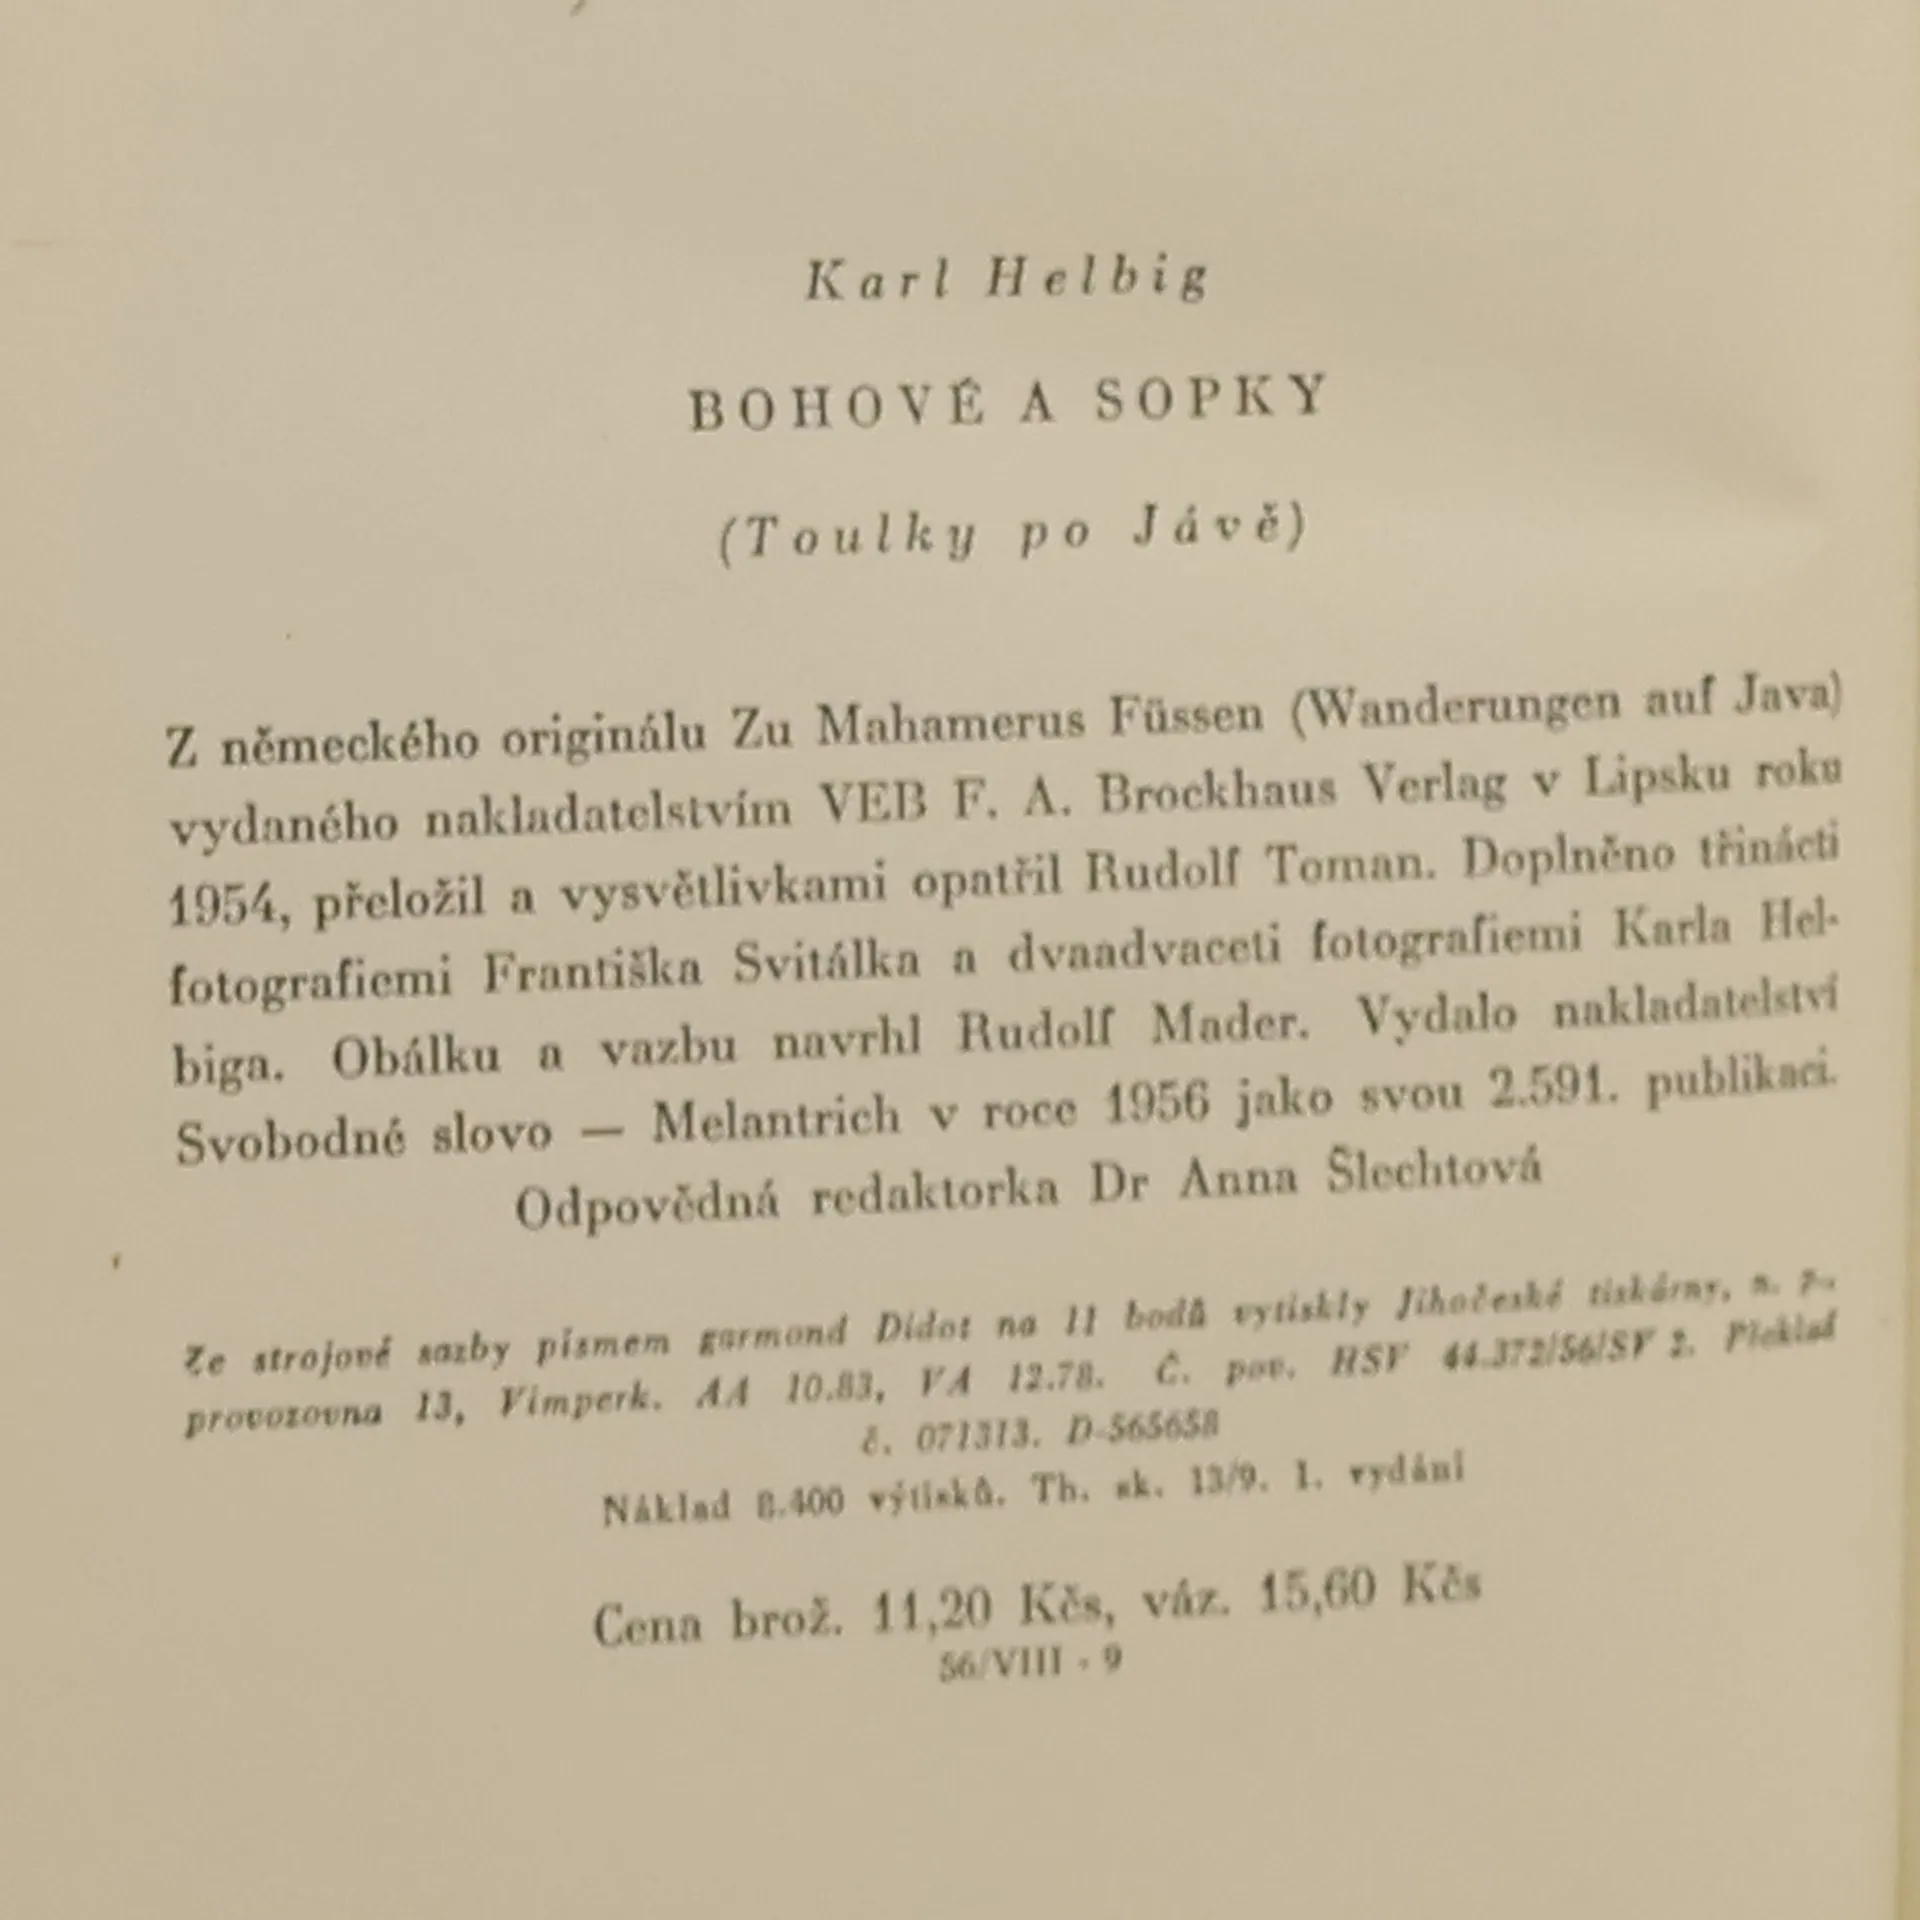 Karl Helbig
BOHOVÉ A SOPKY
(Toulky po Jávě)
Z německého originálu Zu Mahamerus Füssen (Wanderungen auf Java)
vydaného nakladatelstvím VEB F. A. Brockhaus Verlag v Lipsku roku
1954, přeložil a vysvětlivkami opatřil Rudolf Toman. Doplněno třinácti
fotografiemi Františka Svitálka a dvaadvaceti fotografiemi Karla Hel-
biga. Obálku a vazbu navrhl Rudolf Mader. Vydalo nakladatelství
Svobodné slovo — Melantrich v roce 1956 jako svou 2.591. publikaci.
Odpovědná redaktorka Dr Anna Šlechtová
Ze strojové sazby písmem garmond Didot na 11 bodů vytiskly Jihočeské tiskárny, n. p.,
provozovna 13, Vimperk. AA 10.83, VA 12.78. Č. pov. HSV 44.372/56/SV 2. Překlad
č. 071313. D-565658
Náklad 8.400 výtisků. Th. sk. 13/9. 1. vydání
Cena brož. 11,20 Kčs, váz. 15,60 Kčs
56/VIII - 9